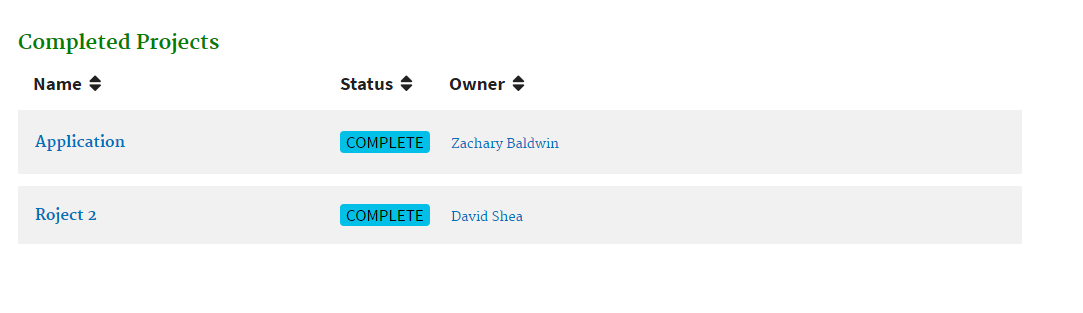 Completed Projects
Name Status Owner
Application COMPLETE Zachary Baldwin
Roject 2 COMPLETE David Shea